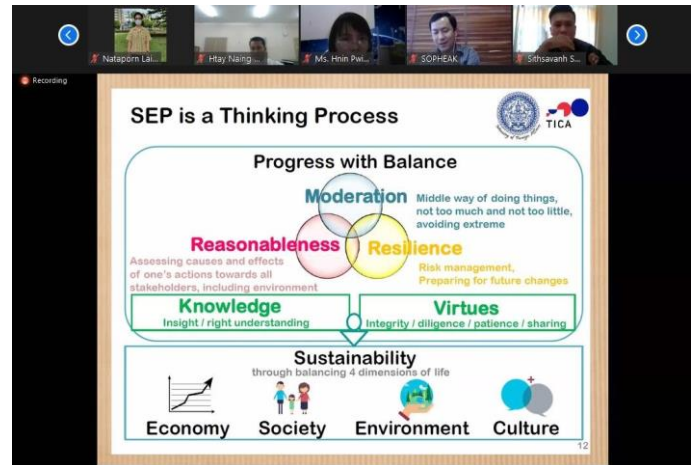 Nataporn Lai...
Htay Naing ...
Ms. Hnin Pwi...
SOPHEAK
Sithsavanh S...
Recording
SEP is a Thinking Process
TICA
Progress with Balance
Moderation
Middle way of doing things,
not too much and not too little,
avoiding extreme
Reasonableness
Assessing causes and effects
of one's actions towards all
stakeholders, including environment
Resilience
Risk management,
Preparing for future changes
Knowledge
Insight / right understanding
Virtues
Integrity / diligence / patience / sharing
Sustainability
through balancing 4 dimensions of life
Economy
Society
Environment
Culture
12